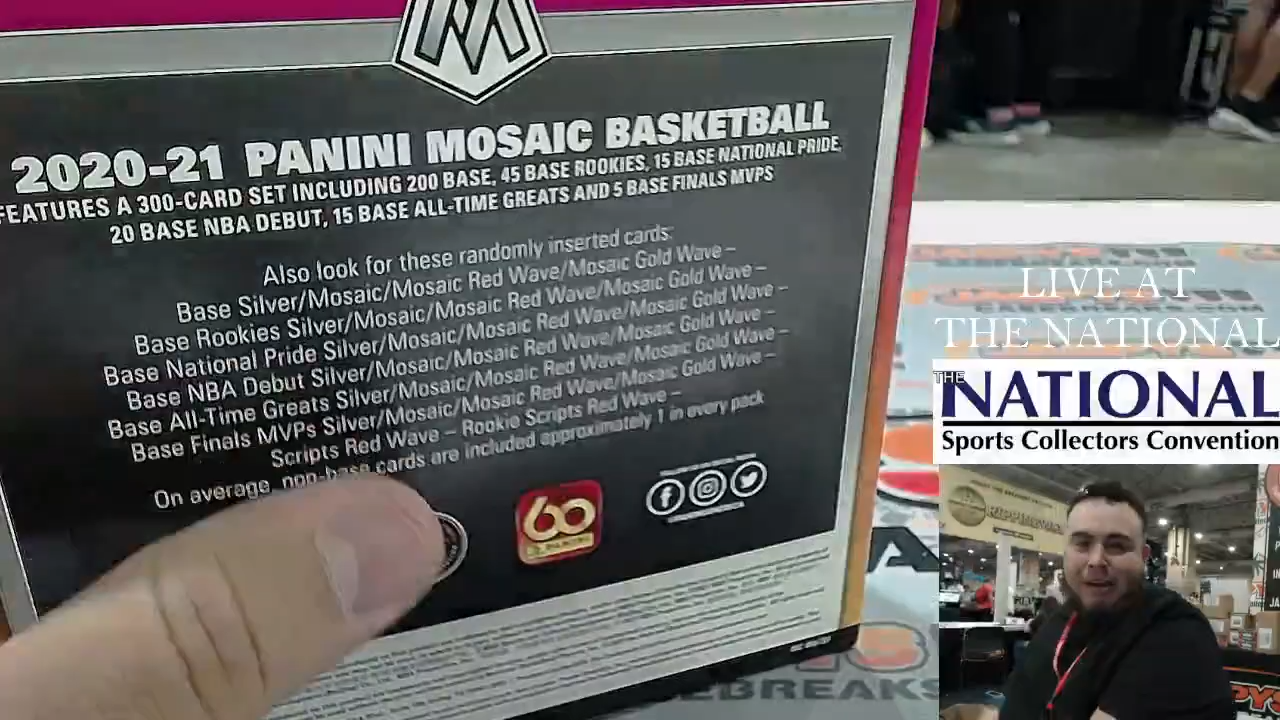 2020-21 PANINI MOSAIC BASKETBALL
FEATURES A 300-CARD SET INCLUDING 200 BASE, 45 BASE ROOKIES, 15 BASE NATIONAL PRIDE,
20 BASE NBA DEBUT, 15 BASE ALL-TIME GREATS AND 5 BASE FINALS MVPS
Also look for these randomly inserted cards:
Base Silver/Mosaic/Mosaic Red Wave/Mosaic Gold Wave –
Base Rookies Silver/Mosaic/Mosaic Red Wave/Mosaic Gold Wave –
Base National Pride Silver/Mosaic/Mosaic Red Wave/Mosaic Gold Wave –
Base NBA Debut Silver/Mosaic/Mosaic Red Wave/Mosaic Gold Wave –
Base All-Time Greats Silver/Mosaic/Mosaic Red Wave/Mosaic Gold Wave –
Base Finals MVPs Silver/Mosaic/Mosaic Red Wave/Mosaic Gold Wave –
Scripts Red Wave – Rookie Scripts Red Wave –
On average, non-base cards are included approximately 1 in every pack
60
PANINI
LIVE AT
THE NATIONAL
THE
NATIONAL
Sports Collectors Convention